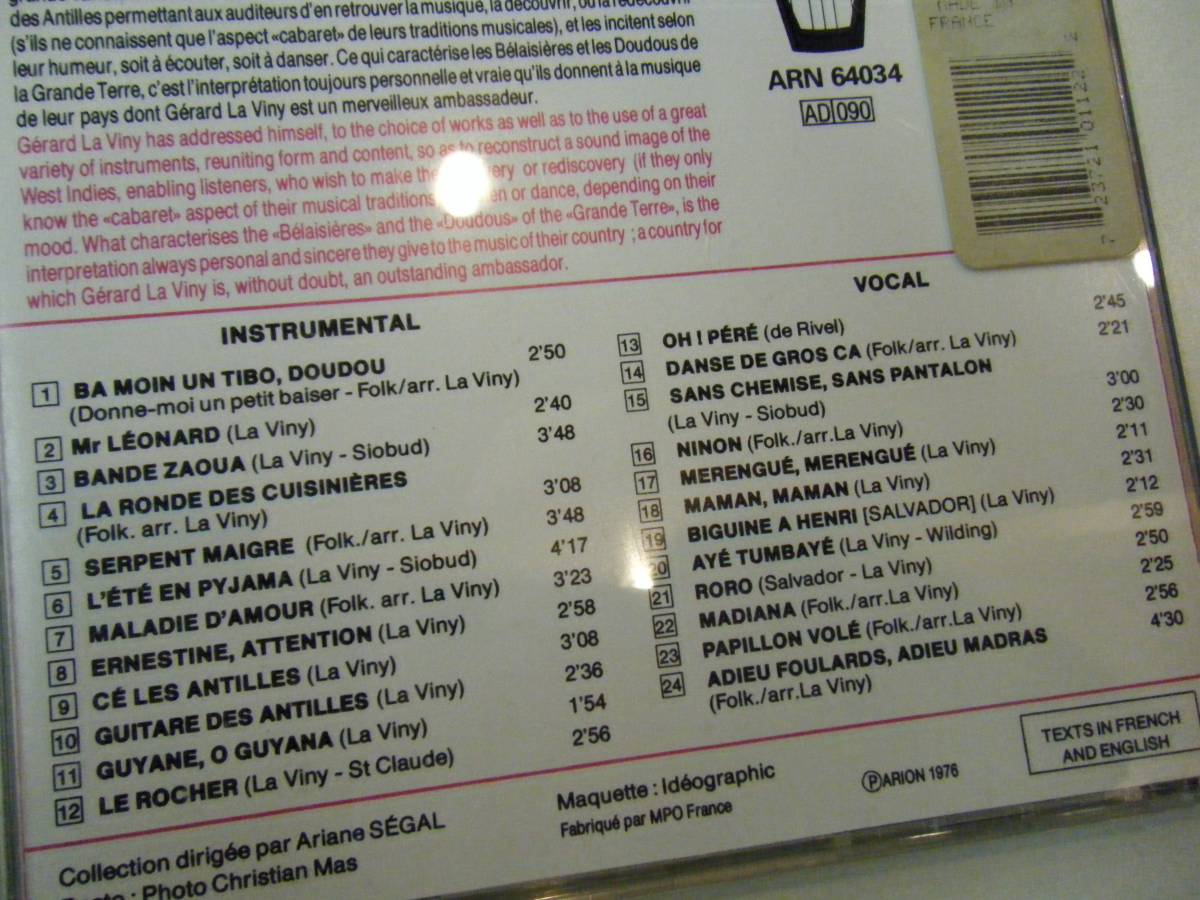 des Antilles permettant aux auditeurs d'en retrouver la musique, la découvrir, ou la redécouvrir
(s'ils ne connaissent que l'aspect «cabaret» de leurs traditions musicales), et les incitent selon
leur humeur, soit à écouter, soit à danser. Ce qui caractérise les Bélaisières et les Doudous de
la Grande Terre, c'est l'interprétation toujours personnelle et vraie qu'ils donnent à la musique
de leur pays dont Gérard La Viny est un merveilleux ambassadeur.
Gérard La Viny has addressed himself, to the choice of works as well as to the use of a great
variety of instruments, reuniting form and content, so as to reconstruct a sound image of the
West Indies, enabling listeners, who wish to make the or rediscovery (if they only
know the «cabaret» aspect of their musical traditions or dance, depending on their
mood. What characterises the «Bélaisières» and the «Doudous» of the «Grande Terre», is the
interpretation always personal and sincere they give to the music of their country ; a country for
which Gérard La Viny is, without doubt, an outstanding ambassador.
ARN 64034
AD 090
MADE IN
FRANCE
INSTRUMENTAL
1 BA MOIN UN TIBO, DOUDOU 2'50
(Donne-moi un petit baiser - Folk/arr. La Viny)
2 Mr LÉONARD (La Viny) 2'40
3 BANDE ZAOUA (La Viny - Siobud) 3'48
4 LA RONDE DES CUISINIÈRES
(Folk. arr. La Viny) 3'08
5 SERPENT MAIGRE (Folk./arr. La Viny) 3'48
6 L'ÉTÉ EN PYJAMA (La Viny - Siobud) 4'17
7 MALADIE D'AMOUR (Folk. arr. La Viny) 3'23
8 ERNESTINE, ATTENTION (La Viny) 2'58
9 CÉ LES ANTILLES (La Viny) 3'08
10 GUITARE DES ANTILLES (La Viny) 2'36
11 GUYANE, O GUYANA (La Viny) 1'54
12 LE ROCHER (La Viny - St Claude) 2'56
VOCAL
13 OH ! PÉRÉ (de Rivel) 2'45
14 DANSE DE GROS CA (Folk/arr. La Viny) 2'21
15 SANS CHEMISE, SANS PANTALON
(La Viny - Siobud) 3'00
16 NINON (Folk./arr.La Viny) 2'30
17 MERENGUÉ, MERENGUÉ (La Viny) 2'11
18 MAMAN, MAMAN (La Viny) 2'31
19 BIGUINE A HENRI [SALVADOR] (La Viny) 2'12
20 AYÉ TUMBAYÉ (La Viny - Wilding) 2'59
21 RORO (Salvador - La Viny) 2'50
22 MADIANA (Folk./arr.La Viny) 2'25
23 PAPILLON VOLÉ (Folk./arr.La Viny) 2'56
24 ADIEU FOULARDS, ADIEU MADRAS 4'30
(Folk./arr.La Viny)
Collection dirigée par Ariane SÉGAL
: Photo Christian Mas
Maquette : Idéographic
Fabriqué par MPO France
ⓅARION 1976
TEXTS IN FRENCH
AND ENGLISH